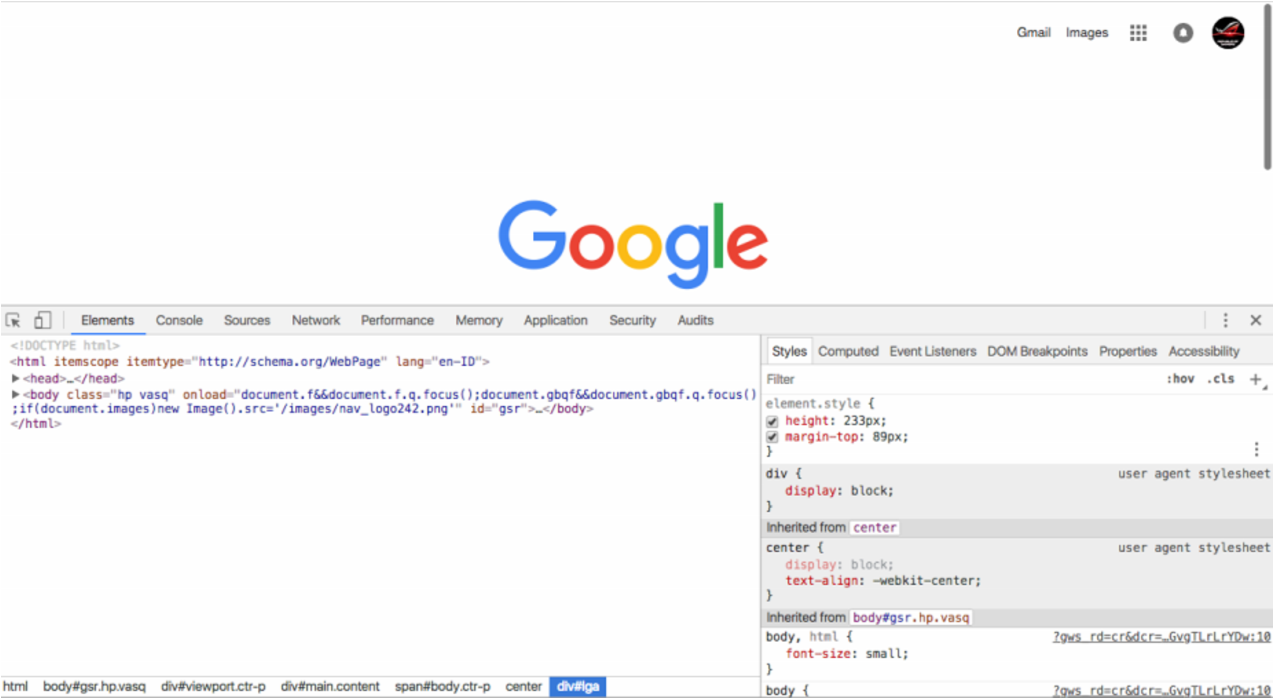 Gmail Images
Google
Elements Console Sources Network Performance Memory Application Security Audits
<!DOCTYPE html>
<html itemscope itemtype="http://schema.org/WebPage" lang="en-ID">
<head>…</head>
<body class="hp vasq" onload="document.f&&document.f.q.focus();document.gbqf&&document.gbqf.q.focus()
;if(document.images)new Image().src='/images/nav_logo242.png'" id="gsr">…</body>
</html>
html body#gsr.hp.vasq div#viewport.ctr-p div#main.content span#body.ctr-p center div#lga
Styles Computed Event Listeners DOM Breakpoints Properties Accessibility
Filter :hov .cls +
element.style {
height: 233px;
margin-top: 89px;
}
div { user agent stylesheet
display: block;
}
Inherited from center
center { user agent stylesheet
display: block;
text-align: -webkit-center;
}
Inherited from body#gsr.hp.vasq
body, html { ?gws_rd=cr&dcr=…GvgTLrLrYDw:10
font-size: small;
}
body { ?gws_rd=cr&dcr=…GvgTLrLrYDw:10